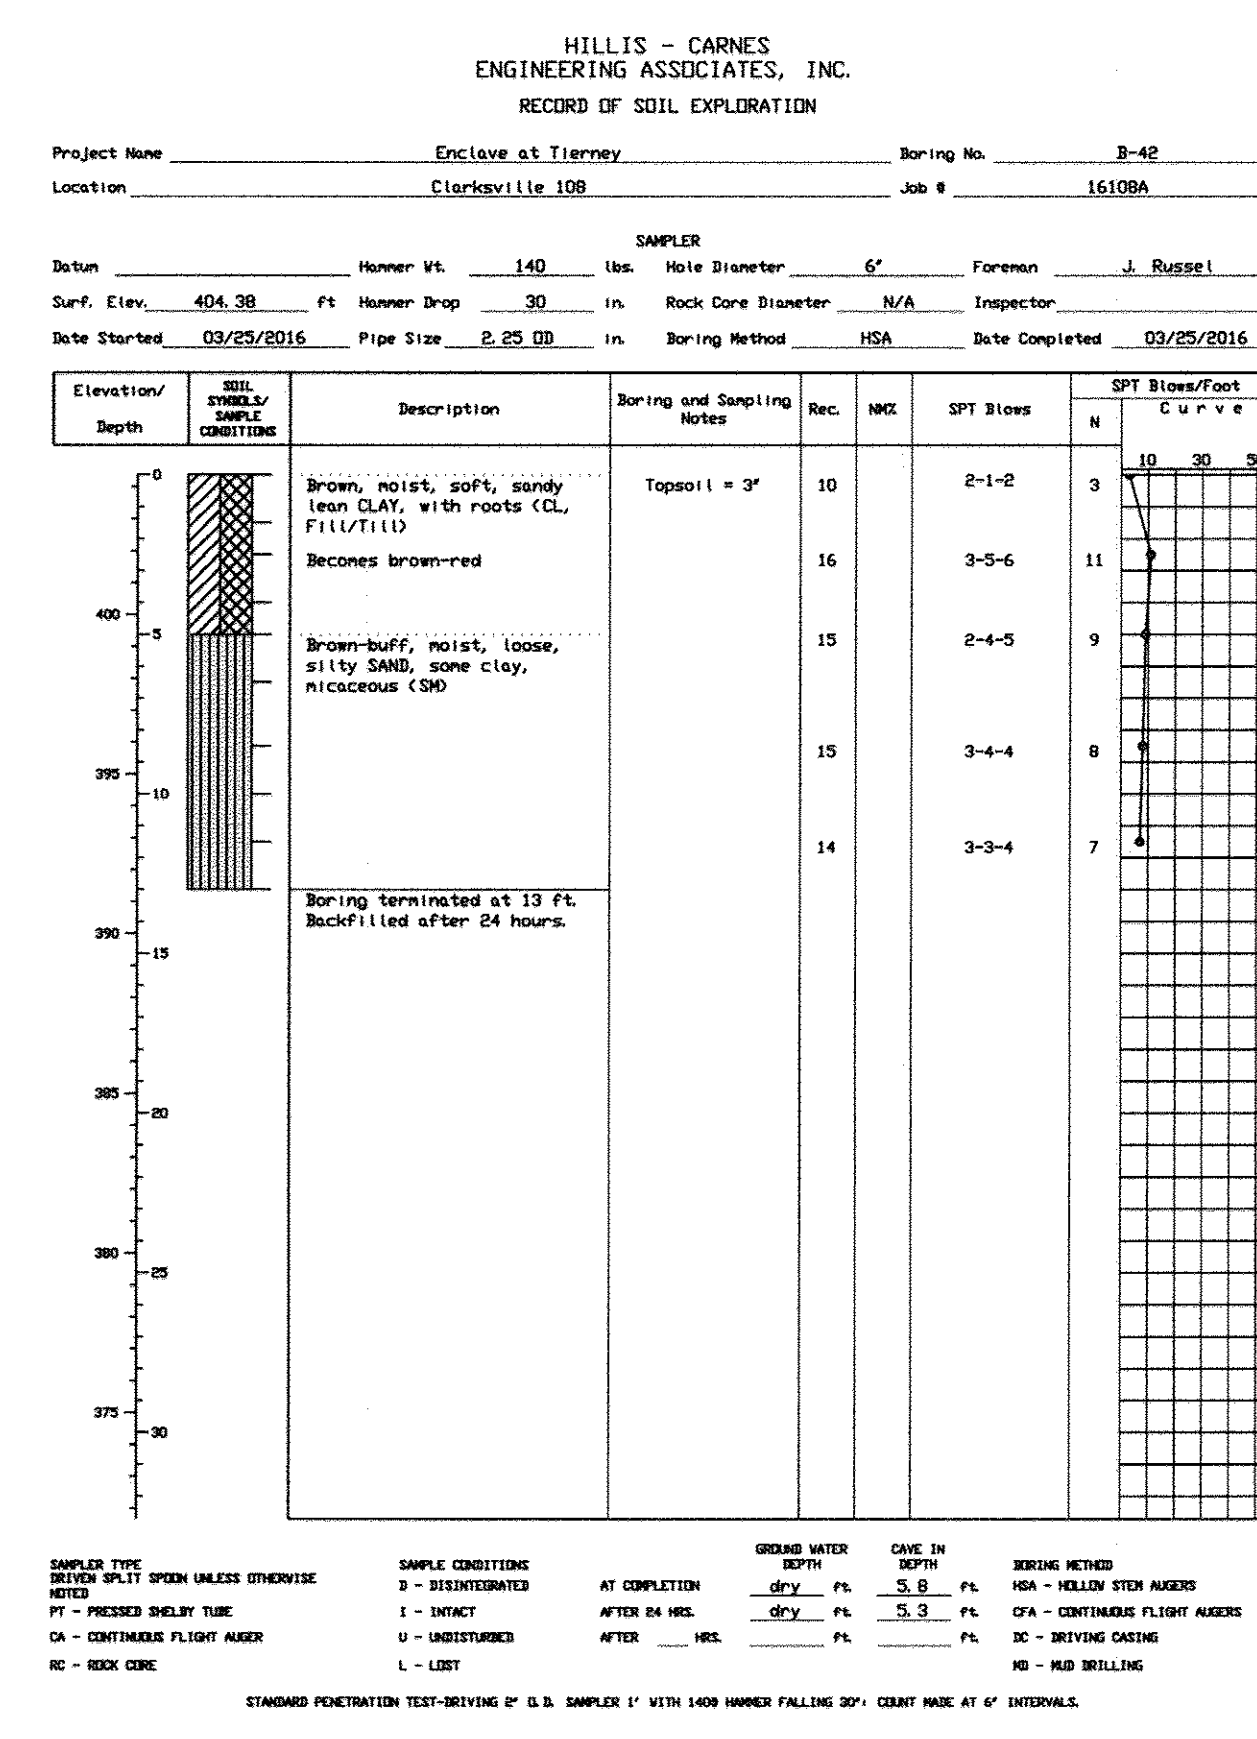 HILLIS - CARNES
ENGINEERING ASSOCIATES, INC.
RECORD OF SOIL EXPLORATION
Project Name Enclave at Tierney Boring No. B-42
Location Clarksville 108 Job # 16108A
SAMPLER
Datum Hammer Wt. 140 lbs. Hole Diameter 6" Foreman J. Russel
Surf. Elev. 404.38 ft Hammer Drop 30 in. Rock Core Diameter N/A Inspector
Date Started 03/25/2016 Pipe Size 2.25 OD in. Boring Method HSA Date Completed 03/25/2016
Elevation/ Depth
SOIL SYMBOLS/ SAMPLE CONDITIONS
Description
Boring and Sampling Notes
Rec.
NM%
SPT Blows
SPT Blows/Foot
N
Curve
10 30
0
Brown, moist, soft, sandy Topsoil = 3" 10 2-1-2 3
lean CLAY, with roots (CL,
Fill/Till)
Becomes brown-red 16 3-5-6 11
400
5
Brown-buff, moist, loose, 15 2-4-5 9
silty SAND, some clay,
micaceous (SM)
15 3-4-4 8
395
10
14 3-3-4 7
Boring terminated at 13 ft.
Backfilled after 24 hours.
390
15
385
20
380
25
375
30
GROUND WATER DEPTH
CAVE IN DEPTH
SAMPLER TYPE
DRIVEN SPLIT SPOON UNLESS OTHERWISE
NOTED
PT - PRESSED SHELBY TUBE
CA - CONTINUOUS FLIGHT AUGER
RC - ROCK CORE
SAMPLE CONDITIONS
D - DISINTEGRATED
I - INTACT
U - UNDISTURBED
L - LOST
AT COMPLETION dry ft. 5.8 ft.
AFTER 24 HRS. dry ft. 5.3 ft.
AFTER HRS. ft. ft.
BORING METHOD
HSA - HOLLOW STEM AUGERS
CFA - CONTINUOUS FLIGHT AUGERS
DC - DRIVING CASING
MD - MUD DRILLING
STANDARD PENETRATION TEST-DRIVING 2" O.D. SAMPLER 1' WITH 140# HAMMER FALLING 30"; COUNT MADE AT 6" INTERVALS.